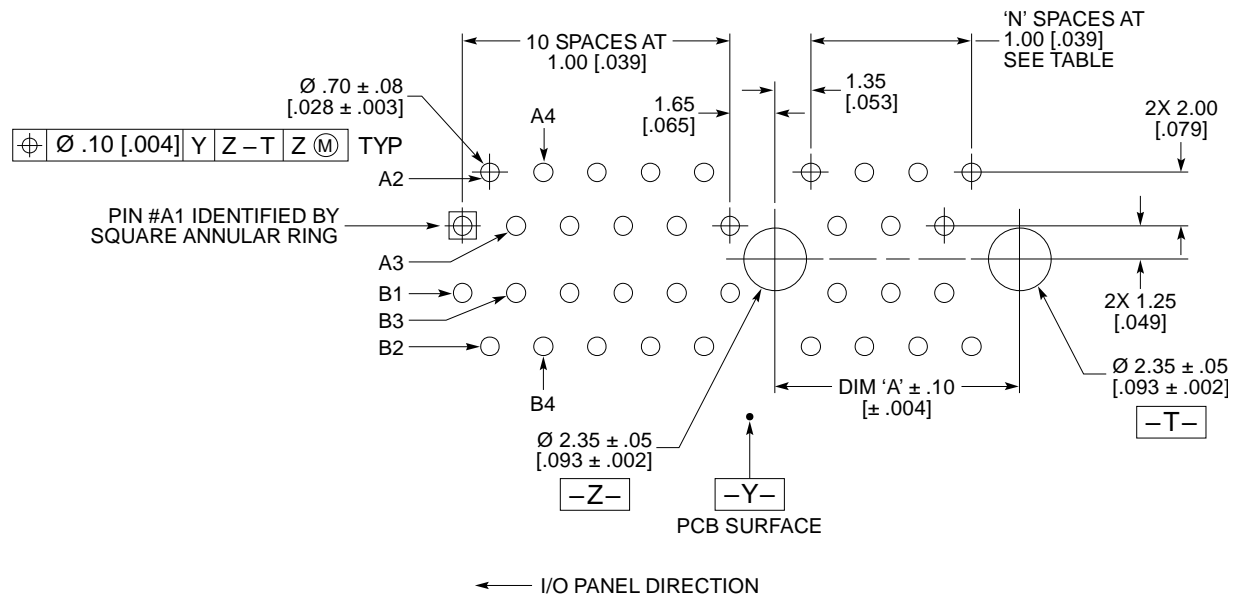 10 SPACES AT
1.00 [.039]
'N' SPACES AT
1.00 [.039]
SEE TABLE
Ø .70 ± .08
[.028 ± .003]
1.65
[.065]
1.35
[.053]
2X 2.00
[.079]
A4
Ø .10 [.004] Y Z – T Z Ⓜ TYP
A2
PIN #A1 IDENTIFIED BY
SQUARE ANNULAR RING
A3
B1
B3
B2
B4
2X 1.25
[.049]
DIM 'A' ± .10
[± .004]
Ø 2.35 ± .05
[.093 ± .002]
–T–
Ø 2.35 ± .05
[.093 ± .002]
–Z–
–Y–
PCB SURFACE
I/O PANEL DIRECTION